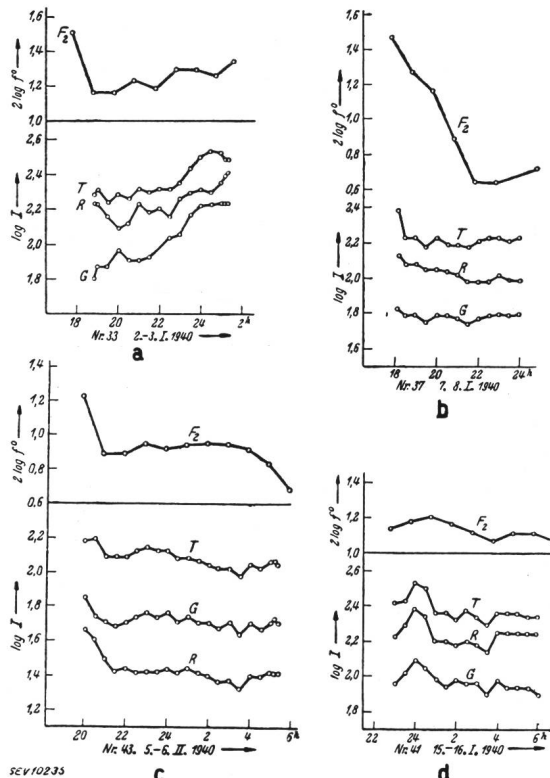 a
2 log f° →
1,6
1,4
1,2
1,0
F₂
log I →
2,6
2,4
2,2
2,0
1,8
T
R
G
18 20 22 24 2ʰ
Nr. 33 2.-3. I. 1940 →
a
2 log f° →
1,6
1,4
1,2
1,0
0,8
0,6
F₂
log I →
2,4
2,2
2,0
1,8
1,6
T
R
G
18 20 22 24 h
Nr. 37 7. 8. I. 1940 →
b
2 log f° →
1,4
1,2
1,0
0,8
0,6
F₂
log I →
2,2
2,0
1,8
1,6
1,4
1,2
T
G
R
20 22 24 2 4 6ʰ
Nr. 43. 5.-6. II. 1940 →
SEV10235
c
2 log f° →
1,4
1,2
1,0
F₂
log I →
2,6
2,4
2,2
2,0
1,8
T
R
G
22 24 2 4 6ʰ
Nr. 41 15.-16. I. 1940 →
d